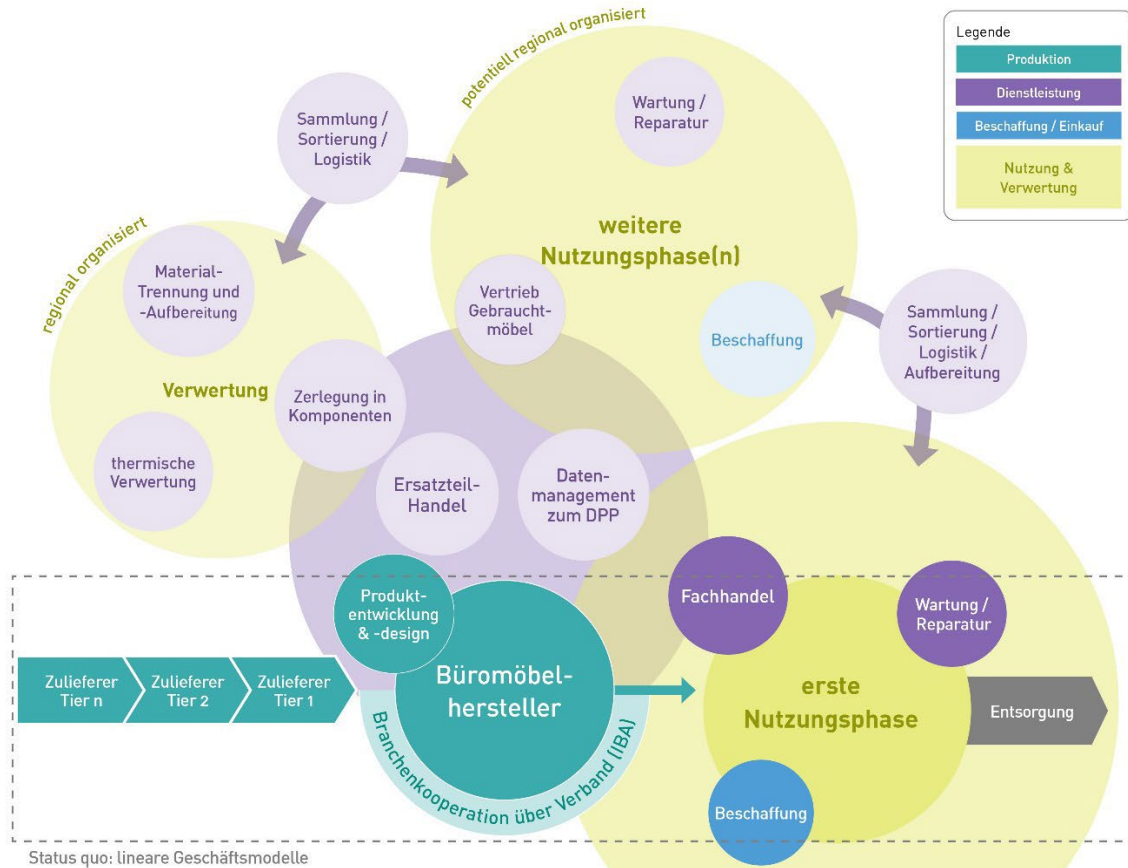 Legende
Produktion
Dienstleistung
Beschaffung / Einkauf
Nutzung &
Verwertung
potentiell regional organisiert
Wartung /
Reparatur
Sammlung /
Sortierung /
Logistik
weitere
Nutzungsphase(n)
regional organisiert
Material-
Trennung und
-Aufbereitung
Vertrieb
Gebraucht-
möbel
Beschaffung
Sammlung /
Sortierung /
Logistik /
Aufbereitung
Verwertung
Zerlegung in
Komponenten
thermische
Verwertung
Ersatzteil-
Handel
Daten-
management
zum DPP
Produkt-
entwicklung
& -design
Fachhandel
Wartung /
Reparatur
Zulieferer
Tier n
Zulieferer
Tier 2
Zulieferer
Tier 1
Büromöbel-
hersteller
erste
Nutzungsphase
Entsorgung
Branchenkooperation über Verband (IBA)
Beschaffung
Status quo: lineare Geschäftsmodelle